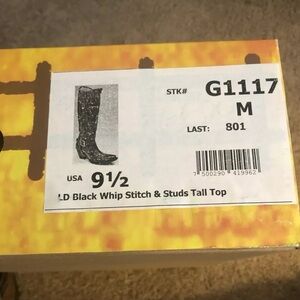 STK# G1117
M
LAST: 801
7 500290 419962
USA 9½
LD Black Whip Stitch & Studs Tall Top